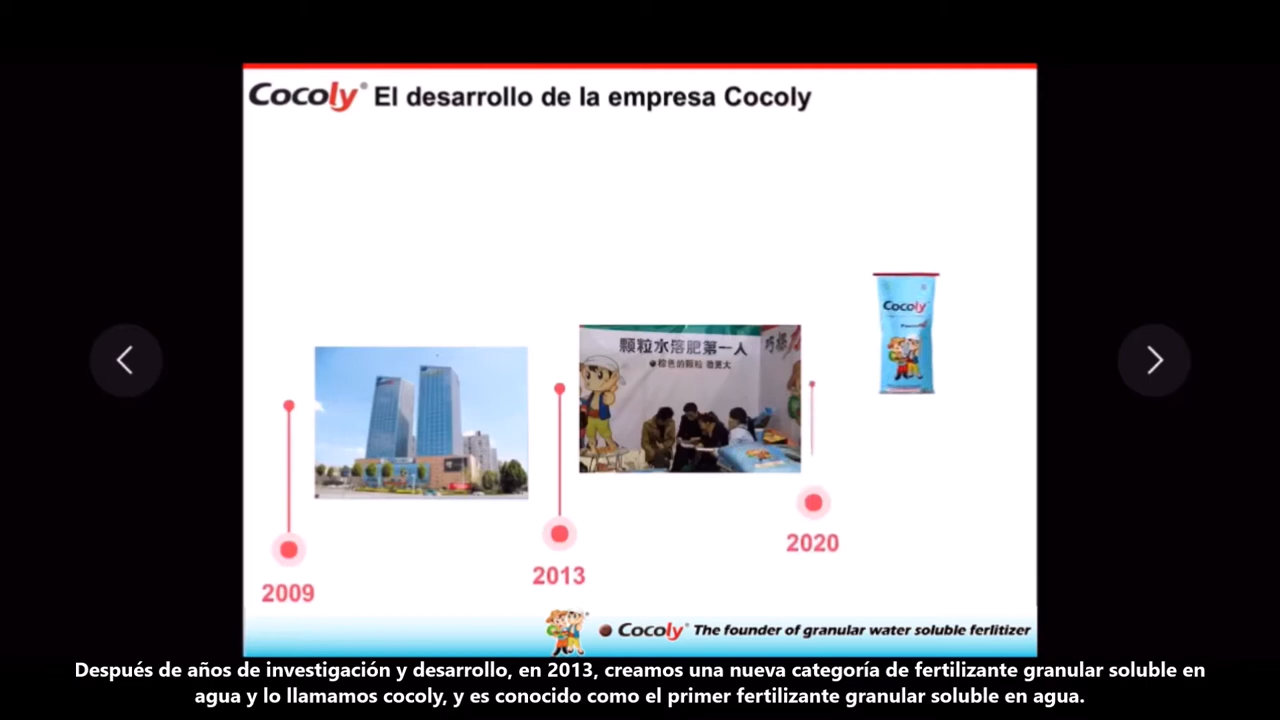 Cocoly® El desarrollo de la empresa Cocoly
颗粒水溶肥第一人
Cocoly
2009
2013
2020
Cocoly® The founder of granular water soluble ferlitizer
Después de años de investigación y desarrollo, en 2013, creamos una nueva categoría de fertilizante granular soluble en
agua y lo llamamos cocoly, y es conocido como el primer fertilizante granular soluble en agua.